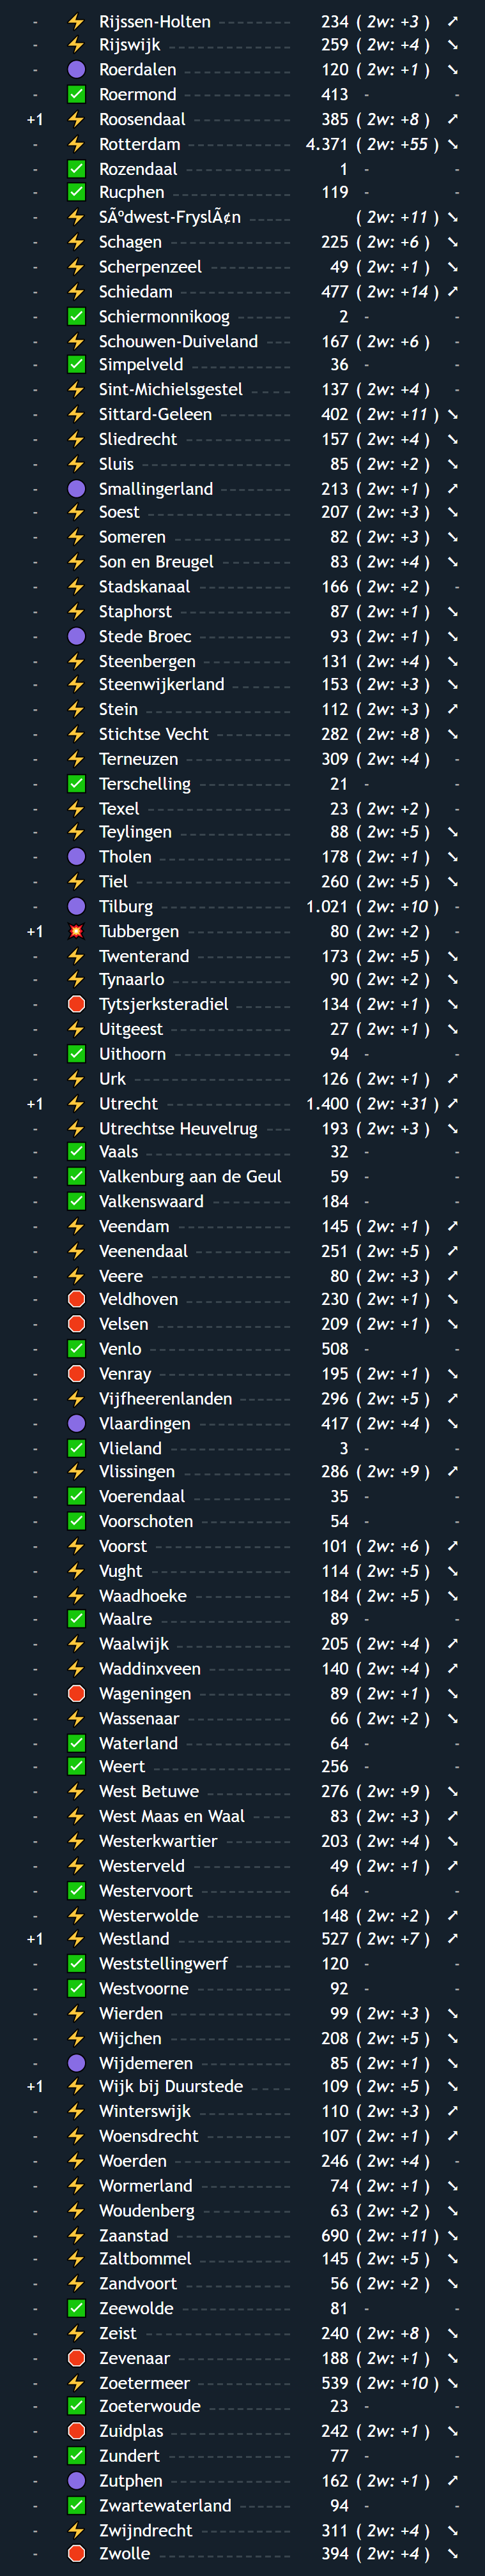 - ⚡ Rijssen-Holten 234 ( 2w: +3 ) ➚
- ⚡ Rijswijk 259 ( 2w: +4 ) ➘
- 🟣 Roerdalen 120 ( 2w: +1 ) ➘
- ✅ Roermond 413 - -
+1 ⚡ Roosendaal 385 ( 2w: +8 ) ➚
- ⚡ Rotterdam 4.371 ( 2w: +55 ) ➘
- ✅ Rozendaal 1 - -
- ✅ Rucphen 119 - -
- ⚡ SÃºdwest-FryslÃ¢n ( 2w: +11 ) ➘
- ⚡ Schagen 225 ( 2w: +6 ) ➘
- ⚡ Scherpenzeel 49 ( 2w: +1 ) ➘
- ⚡ Schiedam 477 ( 2w: +14 ) ➚
- ✅ Schiermonnikoog 2 - -
- ⚡ Schouwen-Duiveland 167 ( 2w: +6 ) -
- ✅ Simpelveld 36 - -
- ⚡ Sint-Michielsgestel 137 ( 2w: +4 ) -
- ⚡ Sittard-Geleen 402 ( 2w: +11 ) ➘
- ⚡ Sliedrecht 157 ( 2w: +4 ) ➘
- ⚡ Sluis 85 ( 2w: +2 ) ➘
- 🟣 Smallingerland 213 ( 2w: +1 ) ➚
- ⚡ Soest 207 ( 2w: +3 ) ➘
- ⚡ Someren 82 ( 2w: +3 ) ➘
- ⚡ Son en Breugel 83 ( 2w: +4 ) ➘
- ⚡ Stadskanaal 166 ( 2w: +2 ) -
- ⚡ Staphorst 87 ( 2w: +1 ) ➘
- 🟣 Stede Broec 93 ( 2w: +1 ) ➘
- ⚡ Steenbergen 131 ( 2w: +4 ) ➘
- ⚡ Steenwijkerland 153 ( 2w: +3 ) ➘
- ⚡ Stein 112 ( 2w: +3 ) ➚
- ⚡ Stichtse Vecht 282 ( 2w: +8 ) ➘
- ⚡ Terneuzen 309 ( 2w: +4 ) -
- ✅ Terschelling 21 - -
- ⚡ Texel 23 ( 2w: +2 ) -
- ⚡ Teylingen 88 ( 2w: +5 ) ➘
- 🟣 Tholen 178 ( 2w: +1 ) ➘
- ⚡ Tiel 260 ( 2w: +5 ) ➘
- 🟣 Tilburg 1.021 ( 2w: +10 ) -
+1 💥 Tubbergen 80 ( 2w: +2 ) -
- ⚡ Twenterand 173 ( 2w: +5 ) ➘
- ⚡ Tynaarlo 90 ( 2w: +2 ) ➘
- 🛑 Tytsjerksteradiel 134 ( 2w: +1 ) ➘
- ⚡ Uitgeest 27 ( 2w: +1 ) ➘
- ✅ Uithoorn 94 - -
- ⚡ Urk 126 ( 2w: +1 ) ➚
+1 ⚡ Utrecht 1.400 ( 2w: +31 ) ➚
- ⚡ Utrechtse Heuvelrug 193 ( 2w: +3 ) ➘
- ✅ Vaals 32 - -
- ✅ Valkenburg aan de Geul 59 - -
- ✅ Valkenswaard 184 - -
- ⚡ Veendam 145 ( 2w: +1 ) ➚
- ⚡ Veenendaal 251 ( 2w: +5 ) ➚
- ⚡ Veere 80 ( 2w: +3 ) ➚
- 🛑 Veldhoven 230 ( 2w: +1 ) ➘
- 🛑 Velsen 209 ( 2w: +1 ) ➘
- ✅ Venlo 508 - -
- 🛑 Venray 195 ( 2w: +1 ) ➘
- ⚡ Vijfheerenlanden 296 ( 2w: +5 ) ➚
- 🟣 Vlaardingen 417 ( 2w: +4 ) ➘
- ✅ Vlieland 3 - -
- ⚡ Vlissingen 286 ( 2w: +9 ) ➚
- ✅ Voerendaal 35 - -
- ✅ Voorschoten 54 - -
- ⚡ Voorst 101 ( 2w: +6 ) ➚
- ⚡ Vught 114 ( 2w: +5 ) ➘
- ⚡ Waadhoeke 184 ( 2w: +5 ) ➘
- ✅ Waalre 89 - -
- ⚡ Waalwijk 205 ( 2w: +4 ) ➚
- ⚡ Waddinxveen 140 ( 2w: +4 ) ➚
- 🛑 Wageningen 89 ( 2w: +1 ) ➘
- ⚡ Wassenaar 66 ( 2w: +2 ) ➘
- ✅ Waterland 64 - -
- ✅ Weert 256 - -
- ⚡ West Betuwe 276 ( 2w: +9 ) ➘
- ⚡ West Maas en Waal 83 ( 2w: +3 ) ➚
- ⚡ Westerkwartier 203 ( 2w: +4 ) ➘
- ⚡ Westerveld 49 ( 2w: +1 ) ➚
- ✅ Westervoort 64 - -
- ⚡ Westerwolde 148 ( 2w: +2 ) ➚
+1 ⚡ Westland 527 ( 2w: +7 ) ➚
- ✅ Weststellingwerf 120 - -
- ✅ Westvoorne 92 - -
- ⚡ Wierden 99 ( 2w: +3 ) ➘
- ⚡ Wijchen 208 ( 2w: +5 ) ➘
- 🟣 Wijdemeren 85 ( 2w: +1 ) ➘
+1 ⚡ Wijk bij Duurstede 109 ( 2w: +5 ) ➘
- ⚡ Winterswijk 110 ( 2w: +3 ) ➚
- ⚡ Woensdrecht 107 ( 2w: +1 ) ➚
- ⚡ Woerden 246 ( 2w: +4 ) -
- ⚡ Wormerland 74 ( 2w: +1 ) ➘
- ⚡ Woudenberg 63 ( 2w: +2 ) ➘
- ⚡ Zaanstad 690 ( 2w: +11 ) ➘
- ⚡ Zaltbommel 145 ( 2w: +5 ) ➘
- ⚡ Zandvoort 56 ( 2w: +2 ) ➘
- ✅ Zeewolde 81 - -
- ⚡ Zeist 240 ( 2w: +8 ) ➘
- 🛑 Zevenaar 188 ( 2w: +1 ) ➘
- ⚡ Zoetermeer 539 ( 2w: +10 ) ➘
- ✅ Zoeterwoude 23 - -
- 🛑 Zuidplas 242 ( 2w: +1 ) ➘
- ✅ Zundert 77 - -
- 🟣 Zutphen 162 ( 2w: +1 ) ➚
- ✅ Zwartewaterland 94 - -
- ⚡ Zwijndrecht 311 ( 2w: +4 ) ➘
- 🛑 Zwolle 394 ( 2w: +4 ) ➘